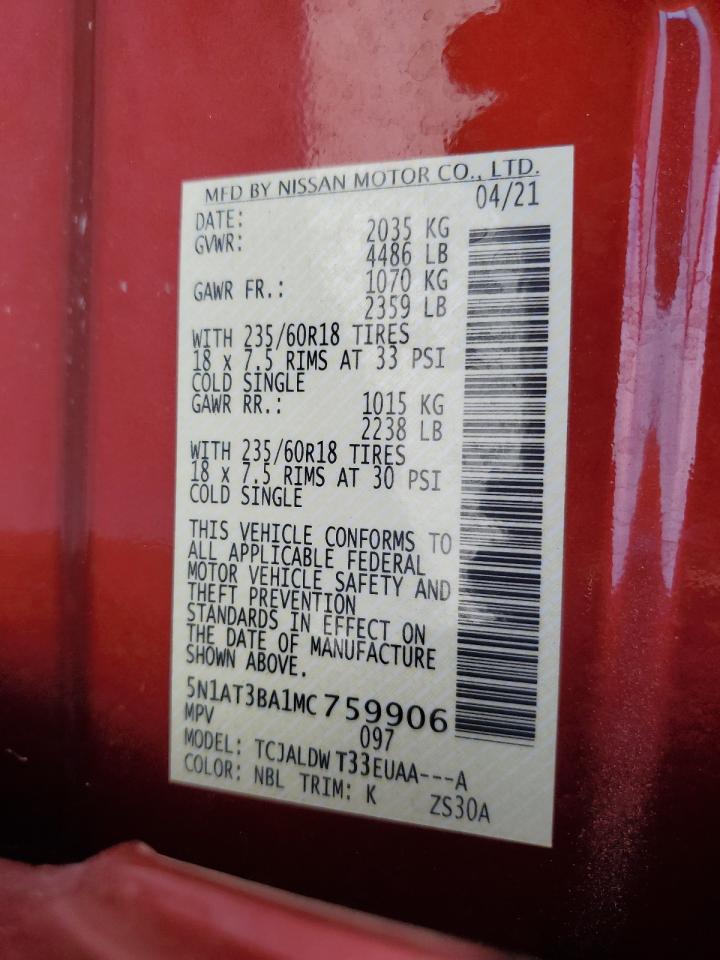 MFD BY NISSAN MOTOR CO., LTD.
DATE: 04/21
GVWR: 2035 KG
4486 LB
GAWR FR.: 1070 KG
2359 LB
WITH 235/60R18 TIRES
18 x 7.5 RIMS AT 33 PSI
COLD SINGLE
GAWR RR.: 1015 KG
2238 LB
WITH 235/60R18 TIRES
18 x 7.5 RIMS AT 30 PSI
COLD SINGLE
THIS VEHICLE CONFORMS TO
ALL APPLICABLE FEDERAL
MOTOR VEHICLE SAFETY AND
THEFT PREVENTION
STANDARDS IN EFFECT ON
THE DATE OF MANUFACTURE
SHOWN ABOVE.
5N1AT3BA1MC759906
MPV 097
MODEL: TCJALDWT33EUAA---A
COLOR: NBL TRIM: K ZS30A